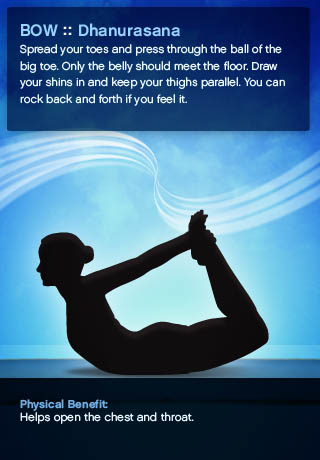 BOW :: Dhanurasana
Spread your toes and press through the ball of the
big toe. Only the belly should meet the floor. Draw
your shins in and keep your thighs parallel. You can
rock back and forth if you feel it.
Physical Benefit:
Helps open the chest and throat.